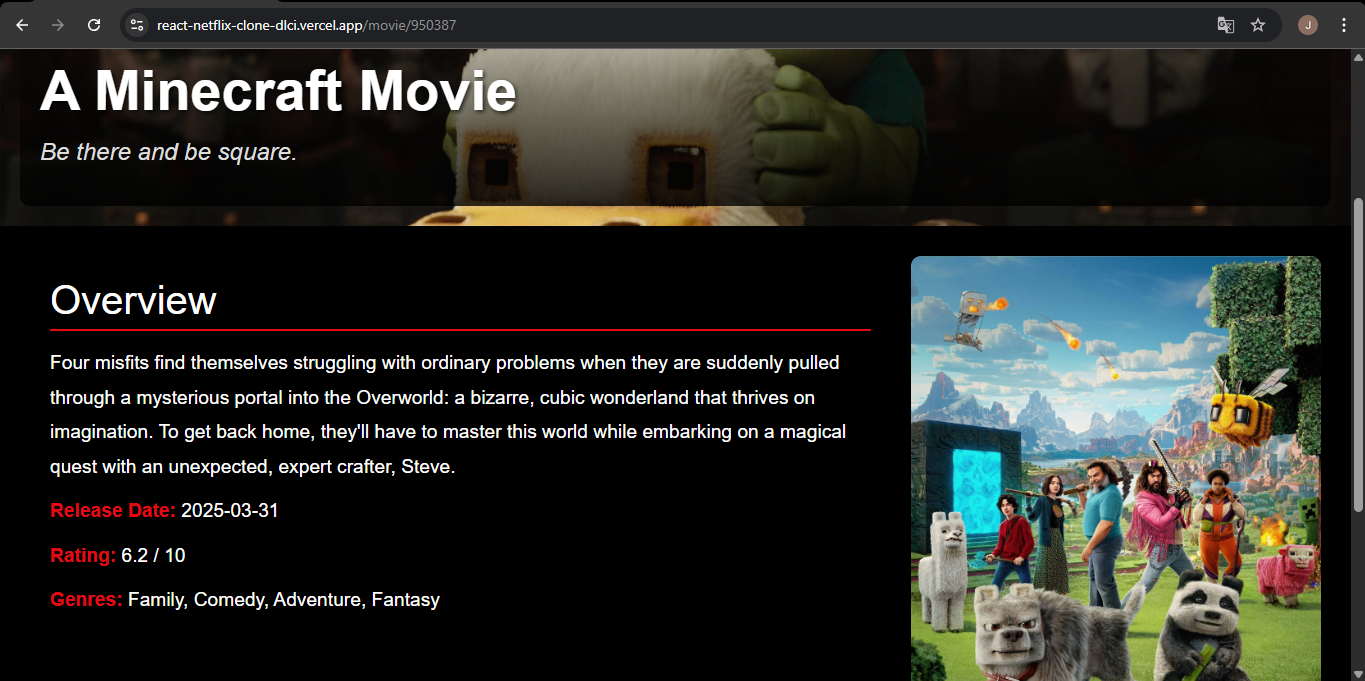 react-netflix-clone-dlci.vercel.app/movie/950387
J
A Minecraft Movie
Be there and be square.
Overview
Four misfits find themselves struggling with ordinary problems when they are suddenly pulled
through a mysterious portal into the Overworld: a bizarre, cubic wonderland that thrives on
imagination. To get back home, they'll have to master this world while embarking on a magical
quest with an unexpected, expert crafter, Steve.
Release Date: 2025-03-31
Rating: 6.2 / 10
Genres: Family, Comedy, Adventure, Fantasy